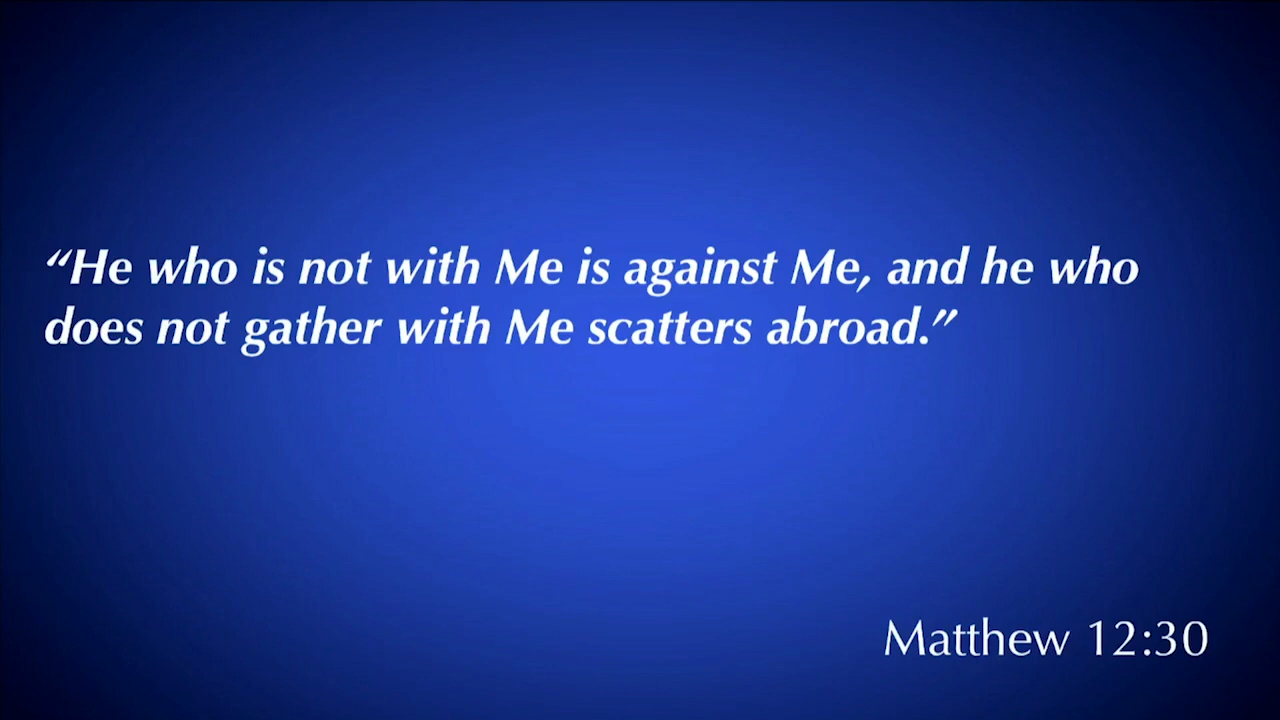 “He who is not with Me is against Me, and he who
does not gather with Me scatters abroad.”
Matthew 12:30